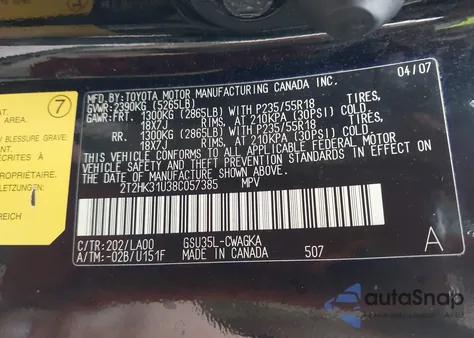 MFD.BY:TOYOTA MOTOR MANUFACTURING CANADA INC. 04/07
GVWR:2390KG (5265LB)
GAWR:FRT. 1300KG (2865LB)WITH P235/55R18 TIRES,
18X7J RIMS, AT 210KPA (30PSI) COLD
RR. 1300KG (2865LB)WITH P235/55R18 TIRES,
18X7J RIMS, AT 210KPA (30PSI) COLD
THIS VEHICLE CONFORMS TO ALL APPLICABLE FEDERAL MOTOR
VEHICLE SAFETY AND THEFT PREVENTION STANDARDS IN EFFECT
ON THE DATE OF MANUFACTURE SHOWN ABOVE.
2T2HK31U38C057385 MPV
C/TR:202/LA00 GSU35L-CWAGKA
A/TM:-02B/U151F MADE IN CANADA 507 A
7
BLESSURE GRAVE
autoSnap